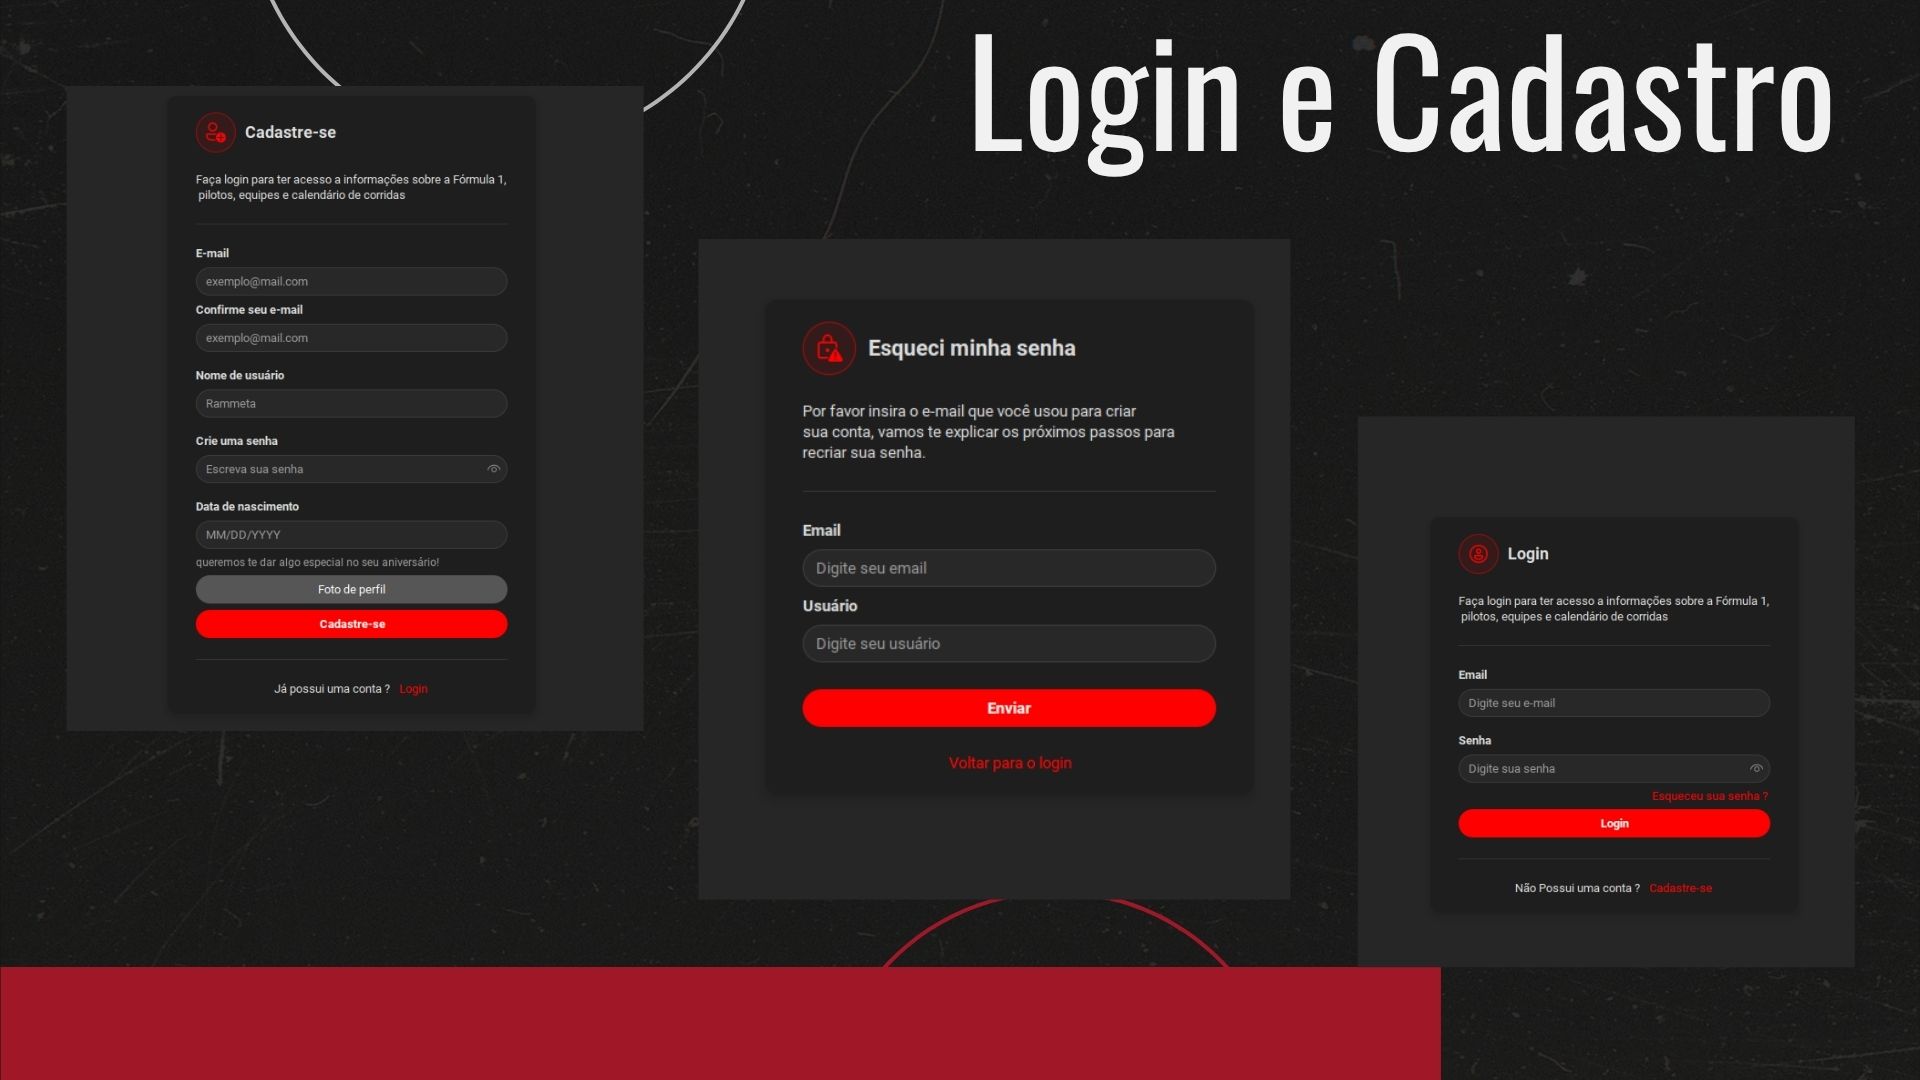 Login e Cadastro
Cadastre-se
Faça login para ter acesso a informações sobre a Fórmula 1,
pilotos, equipes e calendário de corridas
E-mail
exemplo@mail.com
Confirme seu e-mail
exemplo@mail.com
Nome de usuário
Rammeta
Crie uma senha
Escreva sua senha
Data de nascimento
MM/DD/YYYY
queremos te dar algo especial no seu aniversário!
Foto de perfil
Cadastre-se
Já possui uma conta ? Login
Esqueci minha senha
Por favor insira o e-mail que você usou para criar
sua conta, vamos te explicar os próximos passos para
recriar sua senha.
Email
Digite seu email
Usuário
Digite seu usuário
Enviar
Voltar para o login
Login
Faça login para ter acesso a informações sobre a Fórmula 1,
pilotos, equipes e calendário de corridas
Email
Digite seu e-mail
Senha
Digite sua senha
Esqueceu sua senha ?
Login
Não Possui uma conta ? Cadastre-se